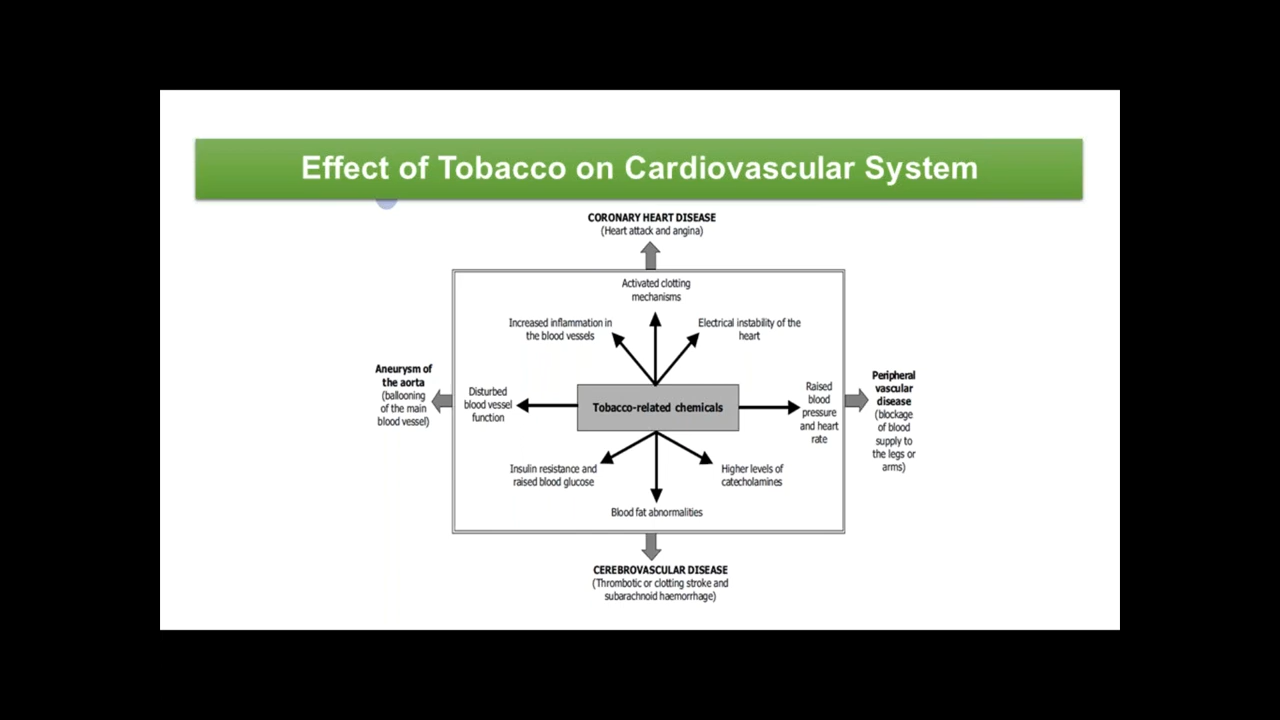 Effect of Tobacco on Cardiovascular System
CORONARY HEART DISEASE
(Heart attack and angina)
Activated clotting
mechanisms
Increased inflammation in
the blood vessels
Electrical instability of the
heart
Aneurysm of
the aorta
(ballooning
of the main
blood vessel)
Disturbed
blood vessel
function
Tobacco-related chemicals
Raised
blood
pressure
and heart
rate
Peripheral
vascular
disease
(blockage
of blood
supply to
the legs or
arms)
Insulin resistance and
raised blood glucose
Higher levels of
catecholamines
Blood fat abnormalities
CEREBROVASCULAR DISEASE
(Thrombotic or clotting stroke and
subarachnoid haemorrhage)